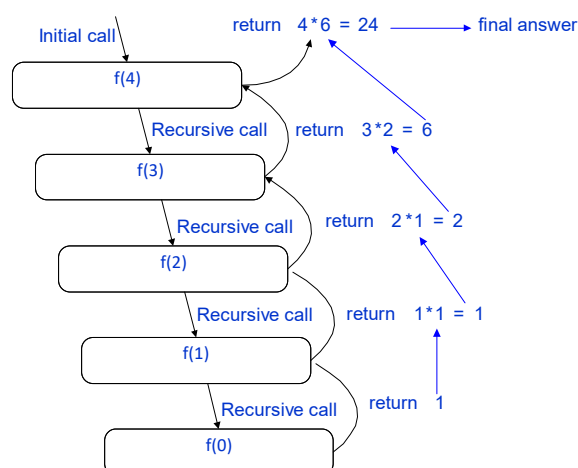 return 4*6 = 24 final answer
Initial call
f(4)
Recursive call return 3*2 = 6
f(3)
Recursive call return 2*1 = 2
f(2)
Recursive call return 1*1 = 1
f(1)
Recursive call return 1
f(0)